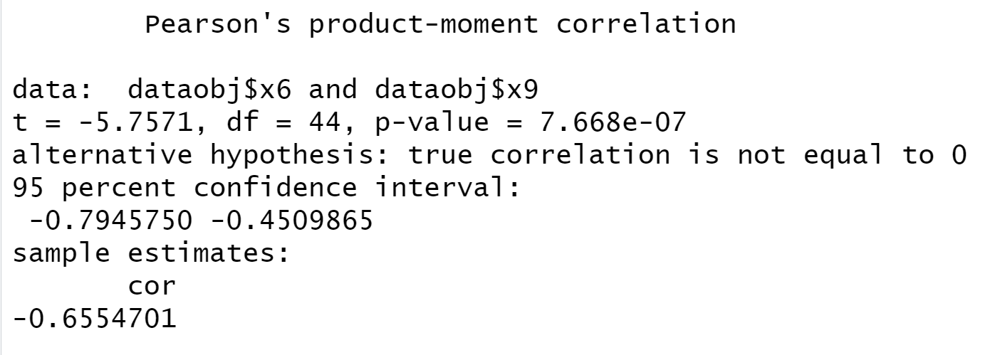 Pearson's product-moment correlation
data:  dataobj$x6 and dataobj$x9
t = -5.7571, df = 44, p-value = 7.668e-07
alternative hypothesis: true correlation is not equal to 0
95 percent confidence interval:
 -0.7945750 -0.4509865
sample estimates:
       cor
-0.6554701